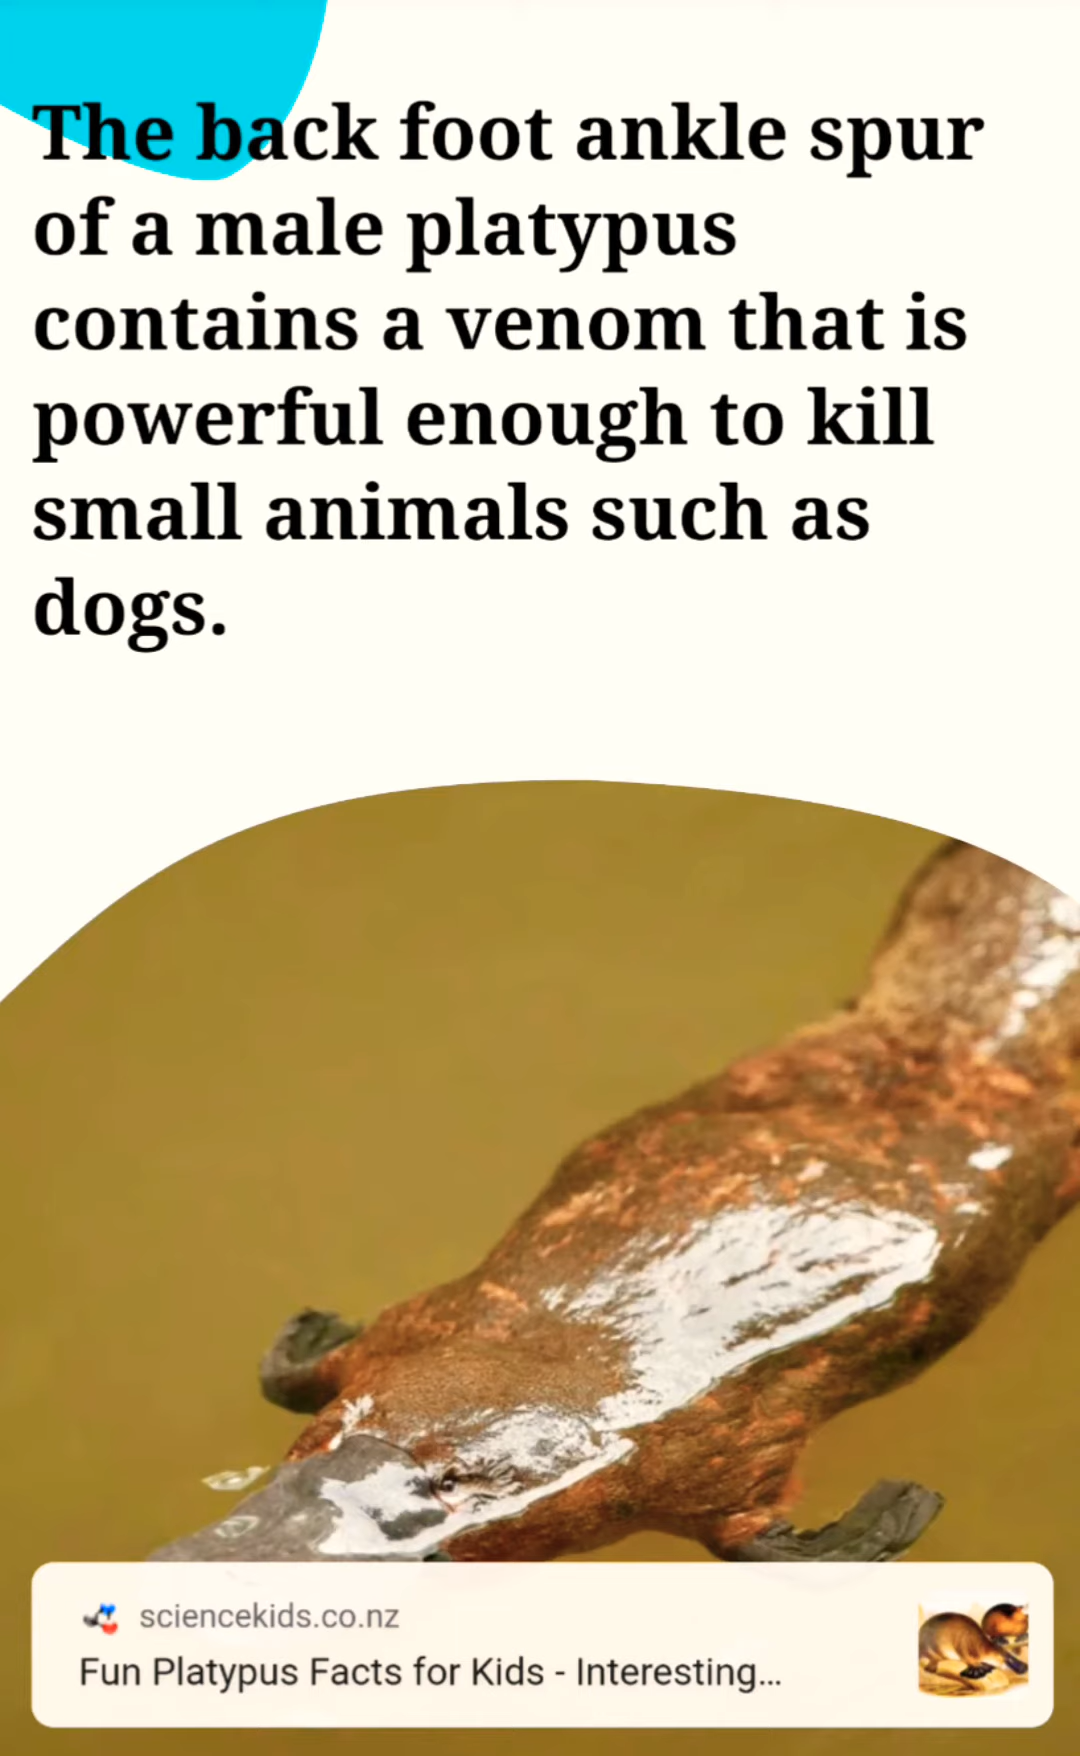 The back foot ankle spur
of a male platypus
contains a venom that is
powerful enough to kill
small animals such as
dogs.
sciencekids.co.nz
Fun Platypus Facts for Kids - Interesting...